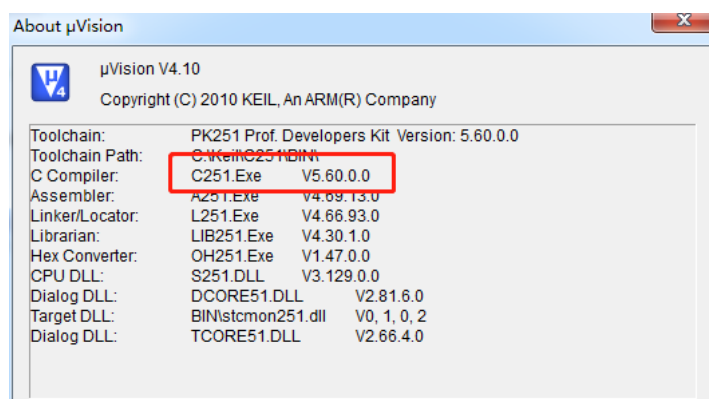 About µVision
µVision V4.10
Copyright (C) 2010 KEIL, An ARM(R) Company
Toolchain: PK251 Prof. Developers Kit Version: 5.60.0.0
Toolchain Path: C:\Keil\C251\BIN\
C Compiler: C251.Exe V5.60.0.0
Assembler: A251.Exe V4.69.13.0
Linker/Locator: L251.Exe V4.66.93.0
Librarian: LIB251.Exe V4.30.1.0
Hex Converter: OH251.Exe V1.47.0.0
CPU DLL: S251.DLL V3.129.0.0
Dialog DLL: DCORE51.DLL V2.81.6.0
Target DLL: BIN\stcmon251.dll V0, 1, 0, 2
Dialog DLL: TCORE51.DLL V2.66.4.0